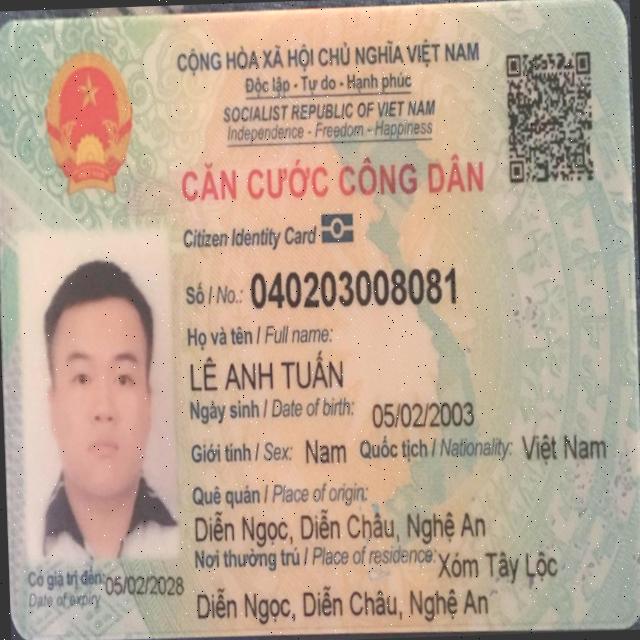 CỘNG HÒA XÃ HỘI CHỦ NGHĨA VIỆT NAM
Độc lập - Tự do - Hạnh phúc
SOCIALIST REPUBLIC OF VIET NAM
Independence - Freedom - Happiness
CĂN CƯỚC CÔNG DÂN
Citizen Identity Card
Số / No.: 040203008081
Họ và tên / Full name:
LÊ ANH TUẤN
Ngày sinh / Date of birth: 05/02/2003
Giới tính / Sex: Nam Quốc tịch / Nationality: Việt Nam
Quê quán / Place of origin:
Diễn Ngọc, Diễn Châu, Nghệ An
Nơi thường trú / Place of residence: Xóm Tây Lộc
Diễn Ngọc, Diễn Châu, Nghệ An
Có giá trị đến: 05/02/2028
Date of expiry